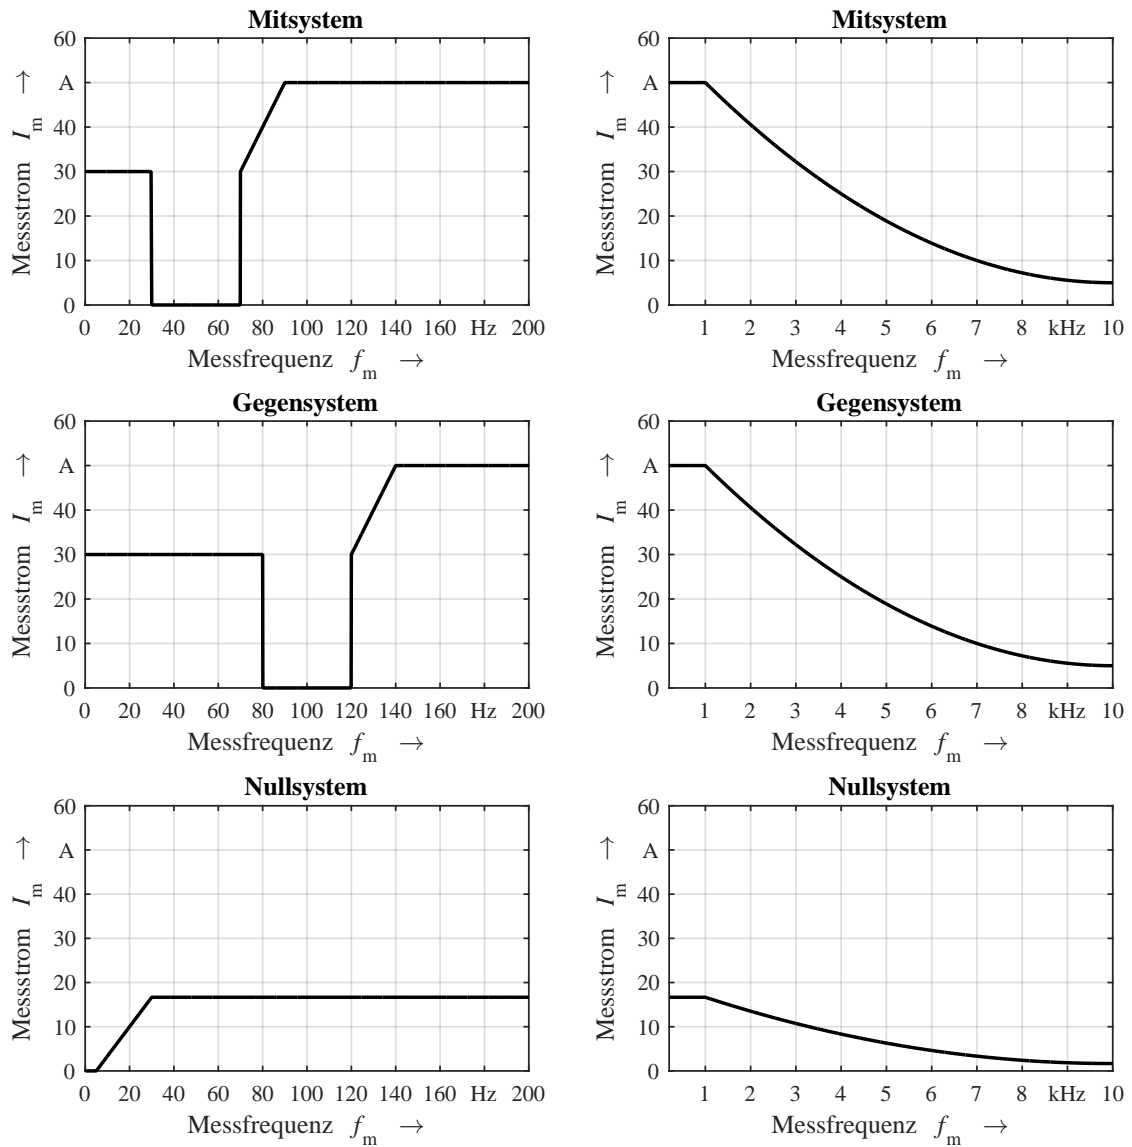 Mitsystem
60
A
40
30
20
10
0
Messstrom I_m →
0 20 40 60 80 100 120 140 160 Hz 200
Messfrequenz f_m →
Mitsystem
60
A
40
30
20
10
0
Messstrom I_m →
1 2 3 4 5 6 7 8 kHz 10
Messfrequenz f_m →
Gegensystem
60
A
40
30
20
10
0
Messstrom I_m →
0 20 40 60 80 100 120 140 160 Hz 200
Messfrequenz f_m →
Gegensystem
60
A
40
30
20
10
0
Messstrom I_m →
1 2 3 4 5 6 7 8 kHz 10
Messfrequenz f_m →
Nullsystem
60
A
40
30
20
10
0
Messstrom I_m →
0 20 40 60 80 100 120 140 160 Hz 200
Messfrequenz f_m →
Nullsystem
60
A
40
30
20
10
0
Messstrom I_m →
1 2 3 4 5 6 7 8 kHz 10
Messfrequenz f_m →